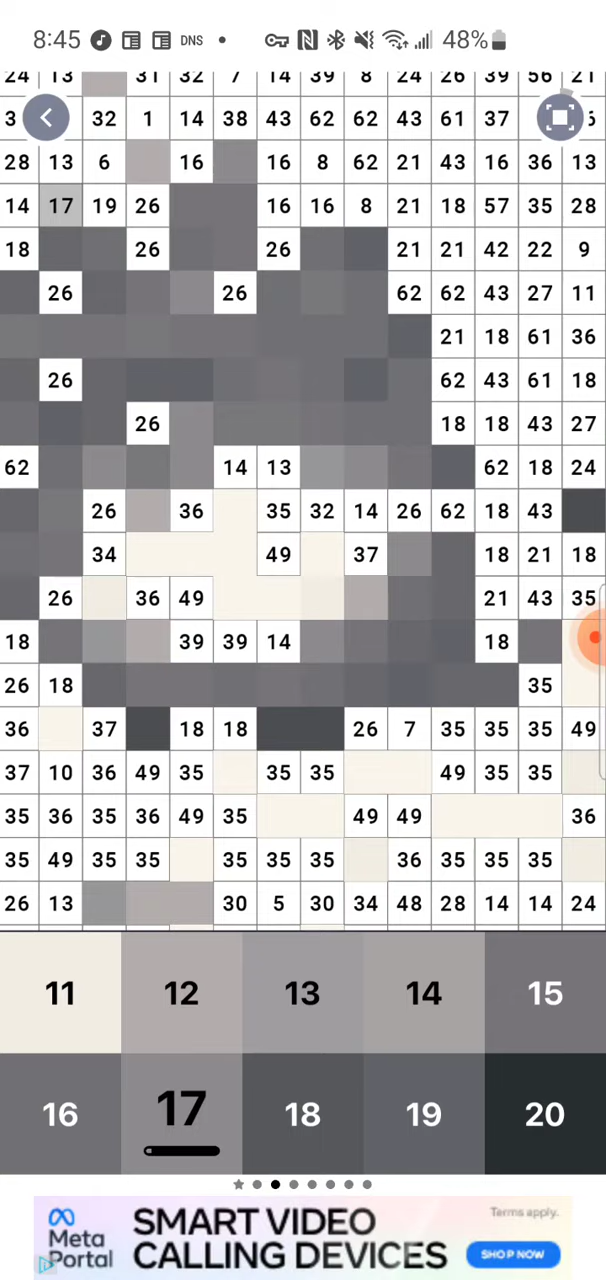 8:45 DNS 48%
24 13 31 32 7 14 39 8 24 26 39 56 21
3 32 1 14 38 43 62 62 43 61 37
28 13 6 16 16 8 62 21 43 16 36 13
14 17 19 26 16 16 8 21 18 57 35 28
18 26 26 21 21 42 22 9
26 26 62 62 43 27 11
21 18 61 36
26 62 43 61 18
26 18 18 43 27
62 14 13 62 18 24
26 36 35 32 14 26 62 18 43
34 49 37 18 21 18
26 36 49 21 43 35
18 39 39 14 18
26 18 35
36 37 18 18 26 7 35 35 35 49
37 10 36 49 35 35 35 49 35 35
35 36 35 36 49 35 49 49 36
35 49 35 35 35 35 35 36 35 35 35
26 13 30 5 30 34 48 28 14 14 24
11 12 13 14 15
16 17 18 19 20
Meta Portal
SMART VIDEO
CALLING DEVICES
Terms apply.
SHOP NOW